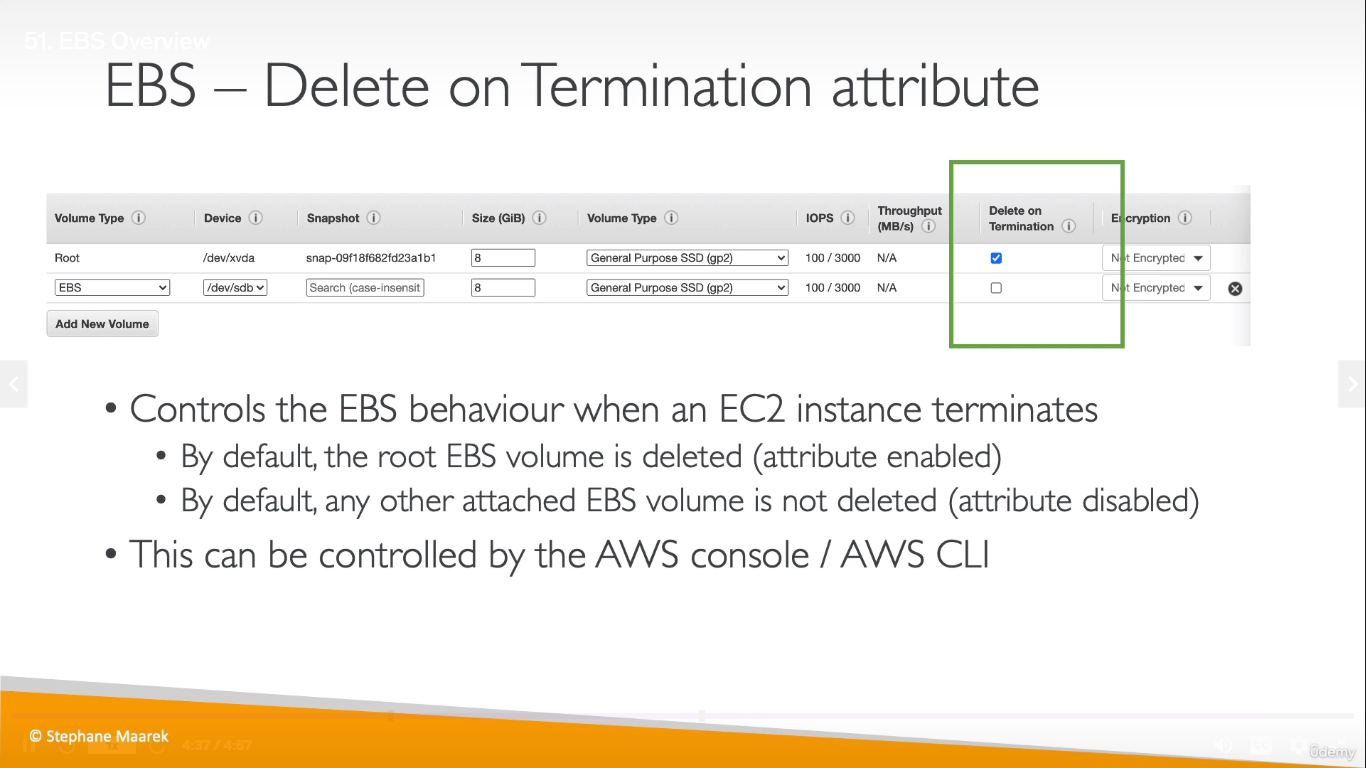 51. EBS Overview
EBS – Delete on Termination attribute
Volume Type Device Snapshot Size (GiB) Volume Type IOPS Throughput (MB/s) Delete on Termination Encryption
Root /dev/xvda snap-09f18f682fd23a1b1 8 General Purpose SSD (gp2) 100 / 3000 N/A Not Encrypted
EBS /dev/sdb Search (case-insensit 8 General Purpose SSD (gp2) 100 / 3000 N/A Not Encrypted
Add New Volume
• Controls the EBS behaviour when an EC2 instance terminates
• By default, the root EBS volume is deleted (attribute enabled)
• By default, any other attached EBS volume is not deleted (attribute disabled)
• This can be controlled by the AWS console / AWS CLI
© Stephane Maarek
4:37 / 4:57
ûdemy